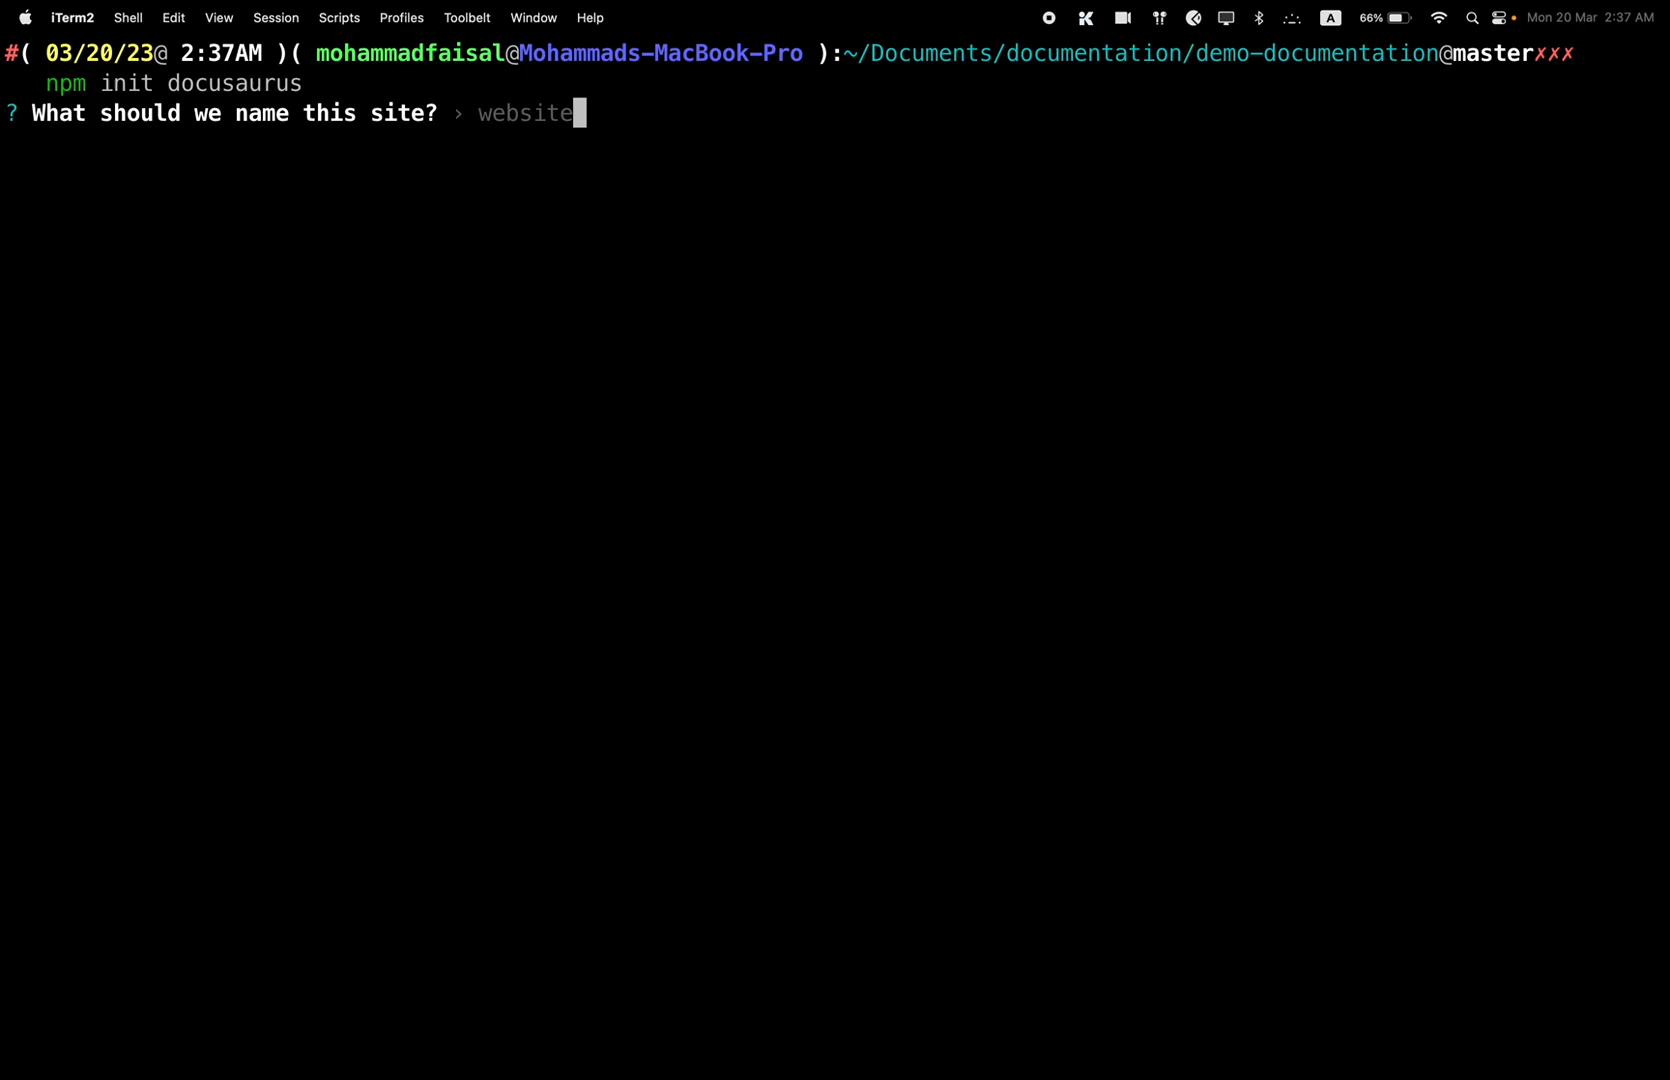 iTerm2 Shell Edit View Session Scripts Profiles Toolbelt Window Help A 66% Mon 20 Mar 2:37 AM
#( 03/20/23@ 2:37AM )( mohammadfaisal@Mohammads-MacBook-Pro ):~/Documents/documentation/demo-documentation@master✗✗✗
npm init docusaurus
? What should we name this site? › website